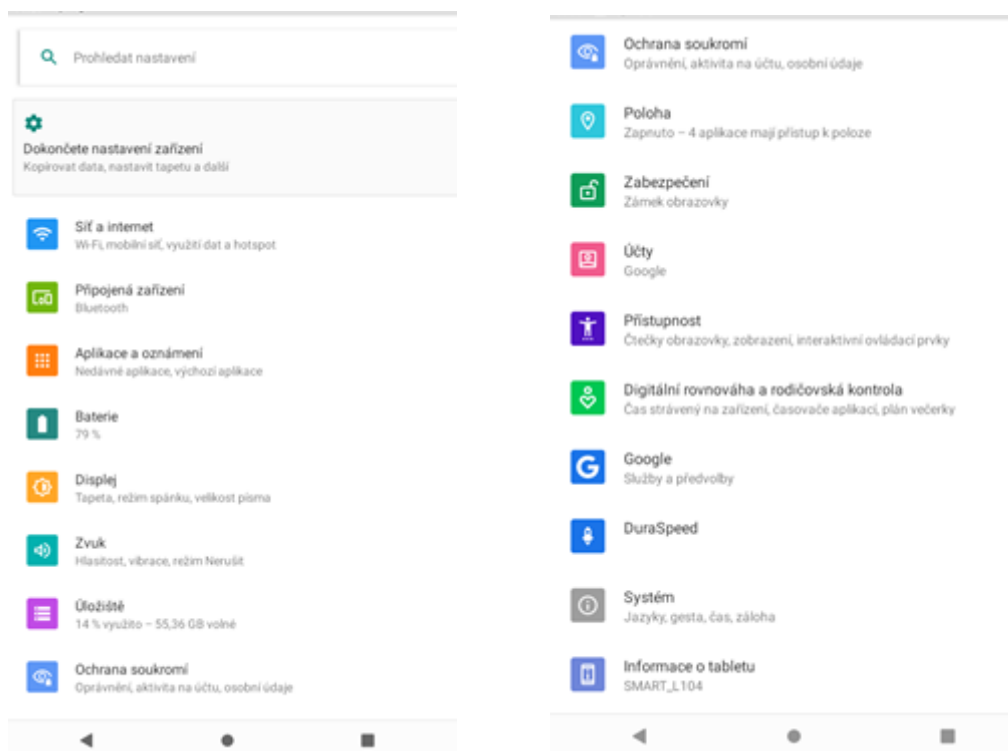 Prohledat nastavení
Dokončete nastavení zařízení
Kopírovat data, nastavit tapetu a další
Síť a internet
Wi-Fi, mobilní síť, využití dat a hotspot
Připojená zařízení
Bluetooth
Aplikace a oznámení
Nedávné aplikace, výchozí aplikace
Baterie
79 %
Displej
Tapeta, režim spánku, velikost písma
Zvuk
Hlasitost, vibrace, režim Nerušit
Úložiště
14 % využito – 55,36 GB volné
Ochrana soukromí
Oprávnění, aktivita na účtu, osobní údaje
Ochrana soukromí
Oprávnění, aktivita na účtu, osobní údaje
Poloha
Zapnuto – 4 aplikace mají přístup k poloze
Zabezpečení
Zámek obrazovky
Účty
Google
Přístupnost
Čtečky obrazovky, zobrazení, interaktivní ovládací prvky
Digitální rovnováha a rodičovská kontrola
Čas strávený na zařízení, časovače aplikací, plán večerky
Google
Služby a předvolby
DuraSpeed
Systém
Jazyky, gesta, čas, záloha
Informace o tabletu
SMART_L104